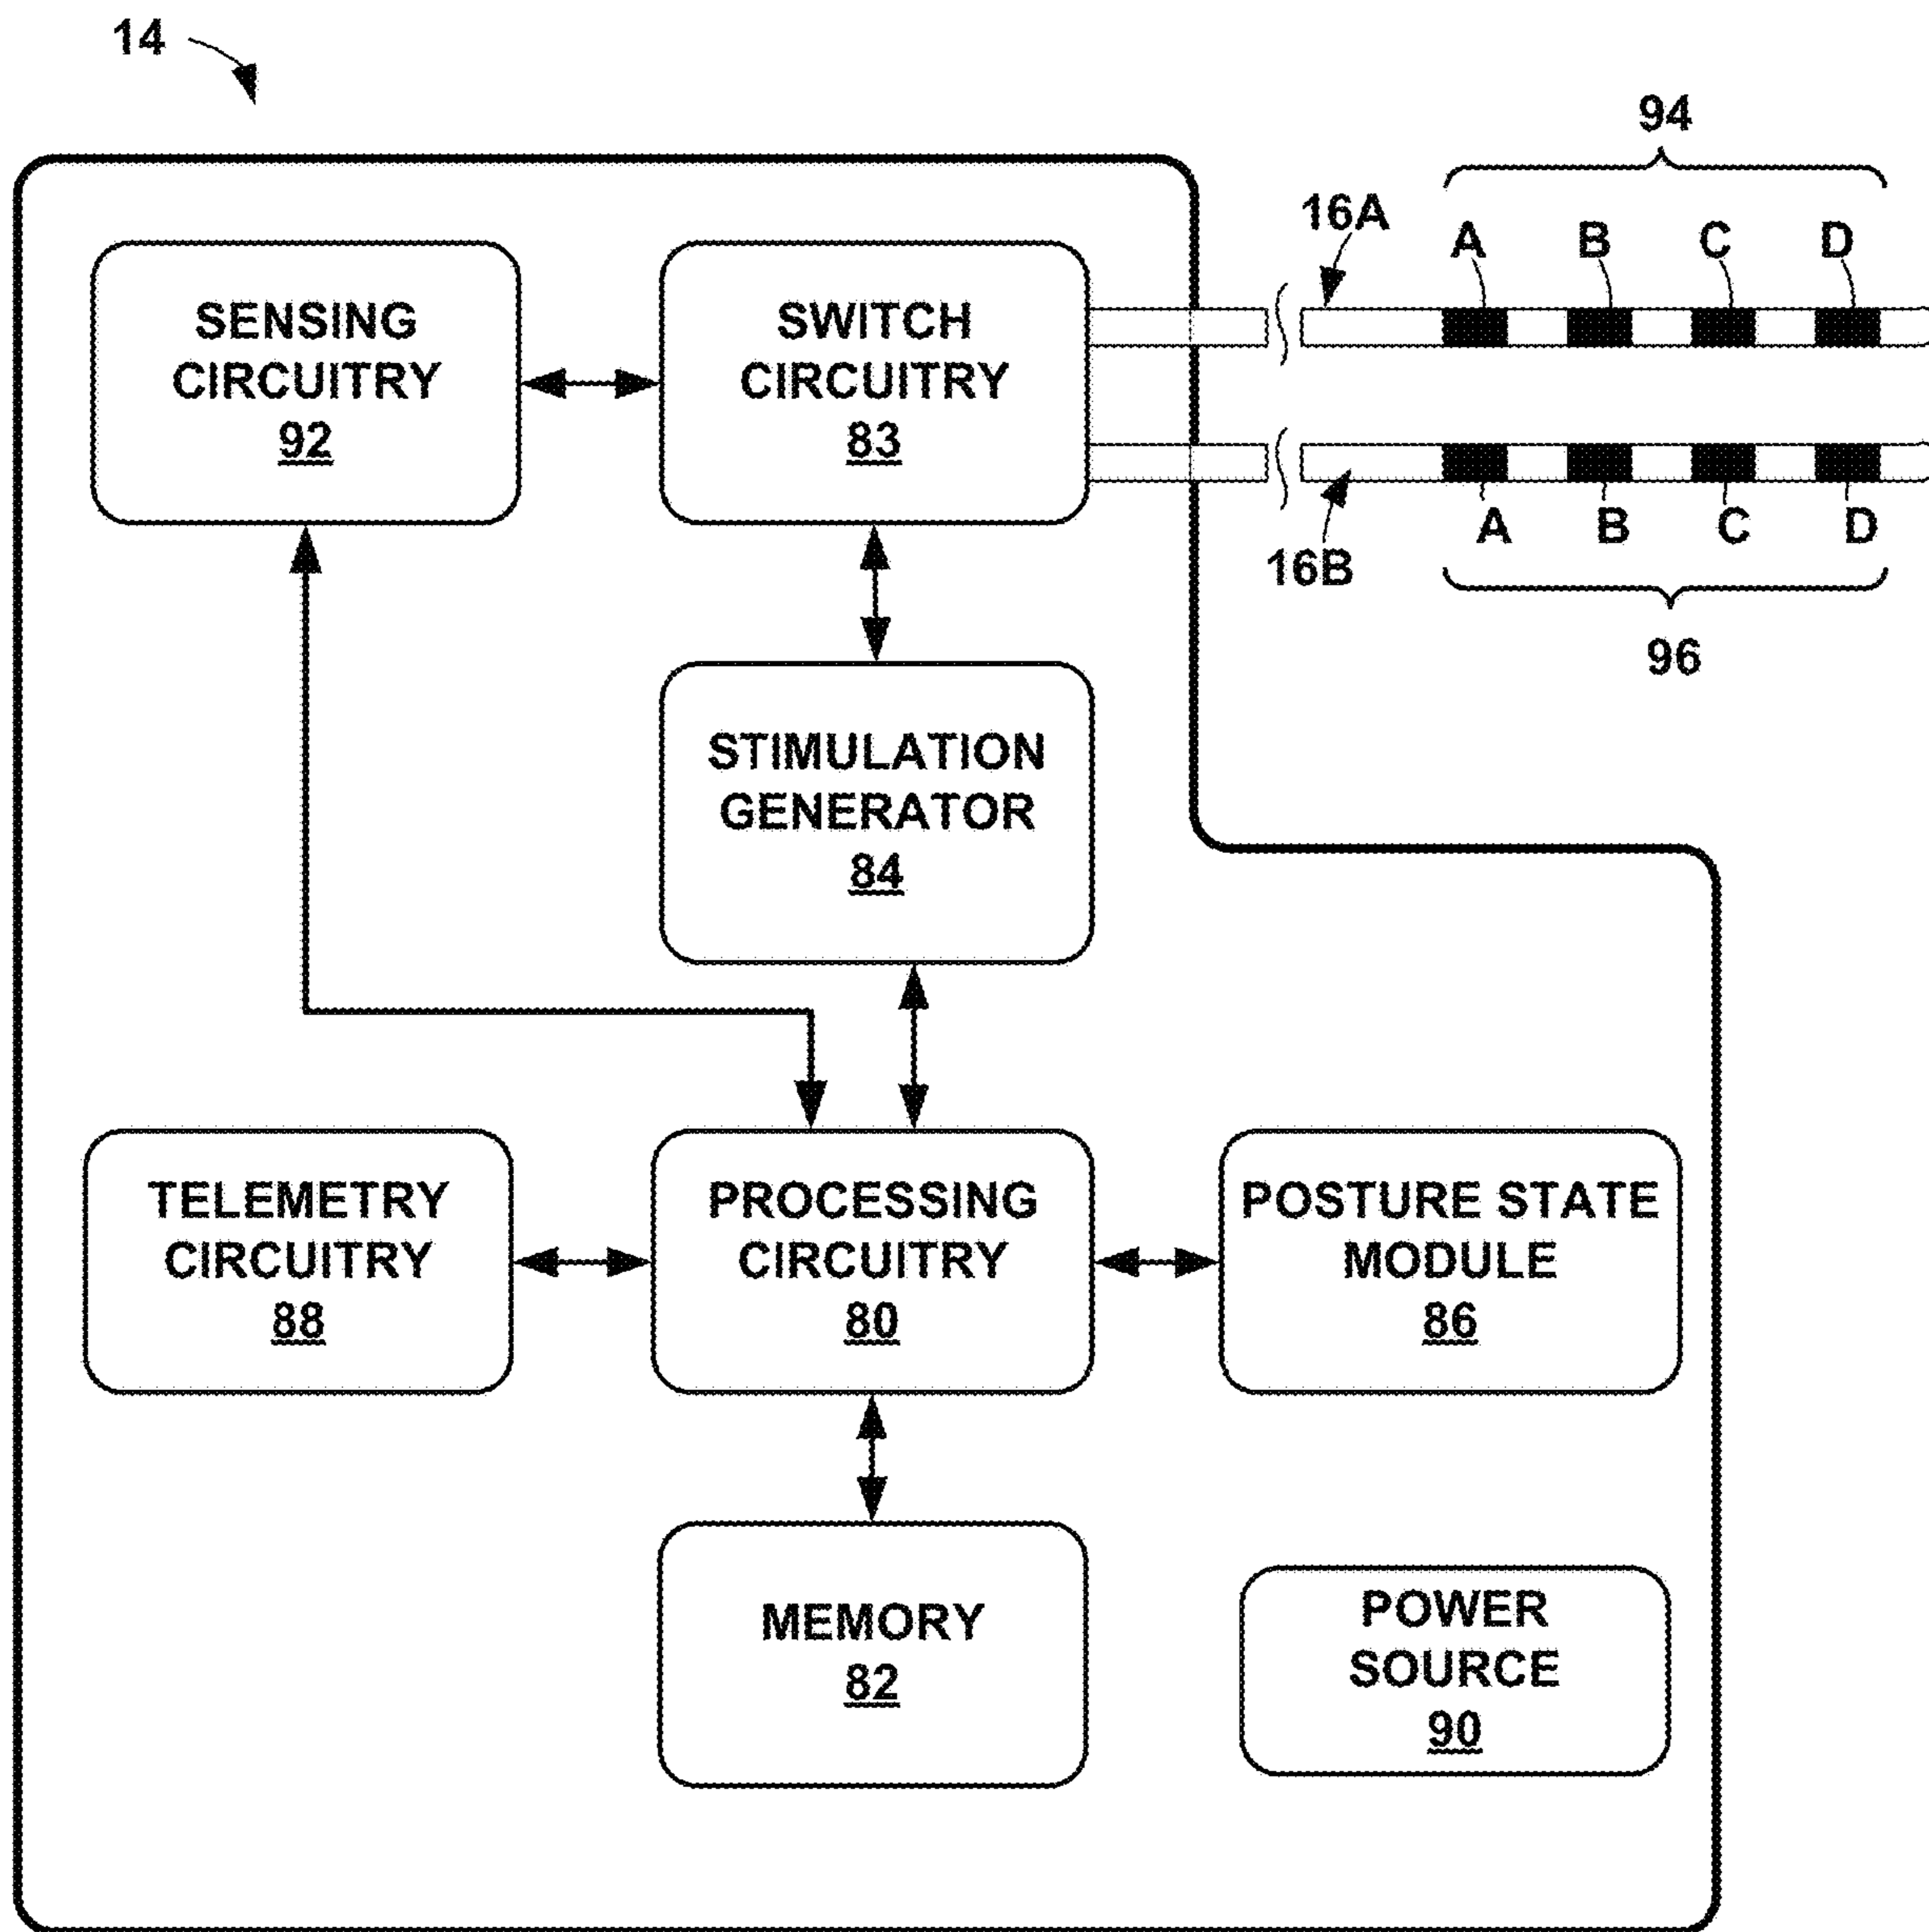 14
94
16A
A B C D
SENSING
CIRCUITRY
92
SWITCH
CIRCUITRY
83
A B C D
16B
96
STIMULATION
GENERATOR
84
TELEMETRY
CIRCUITRY
88
PROCESSING
CIRCUITRY
80
POSTURE STATE
MODULE
86
MEMORY
82
POWER
SOURCE
90